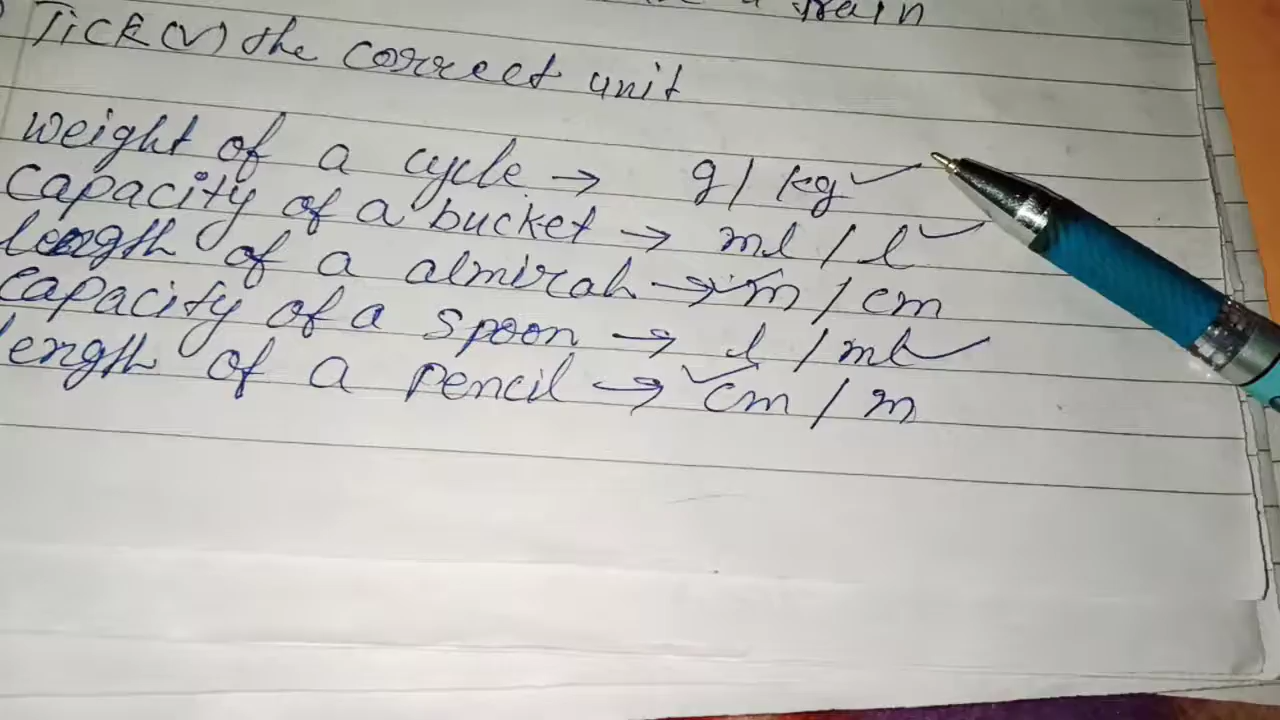 a train
Tick (✓) the correct unit
weight of a cycle → g / kg ✓
capacity of a bucket → ml / l ✓
length of a almirah → ✓ m / cm
capacity of a spoon → l / ml ✓
length of a pencil → ✓ cm / m